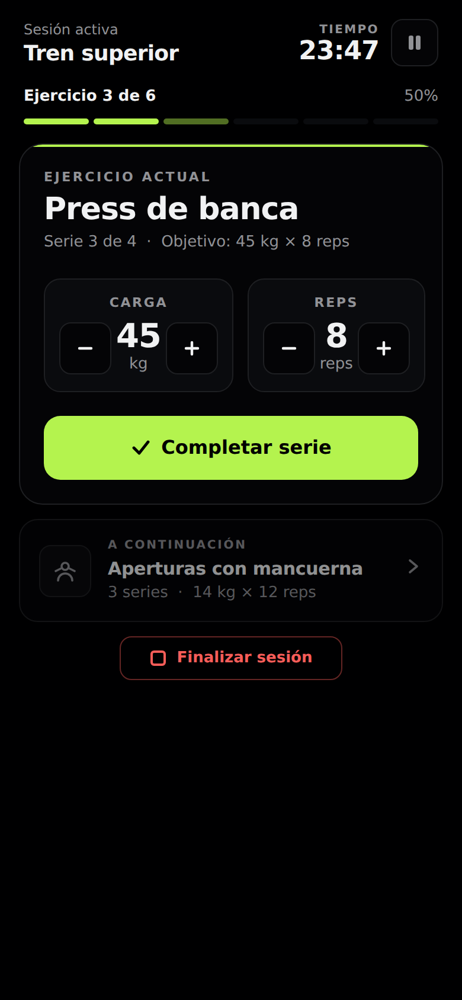 Sesión activa
Tren superior
TIEMPO
23:47
Ejercicio 3 de 6
50%
EJERCICIO ACTUAL
Press de banca
Serie 3 de 4 · Objetivo: 45 kg × 8 reps
CARGA
− 45 +
kg
REPS
− 8 +
reps
Completar serie
A CONTINUACIÓN
Aperturas con mancuerna
3 series · 14 kg × 12 reps
Finalizar sesión